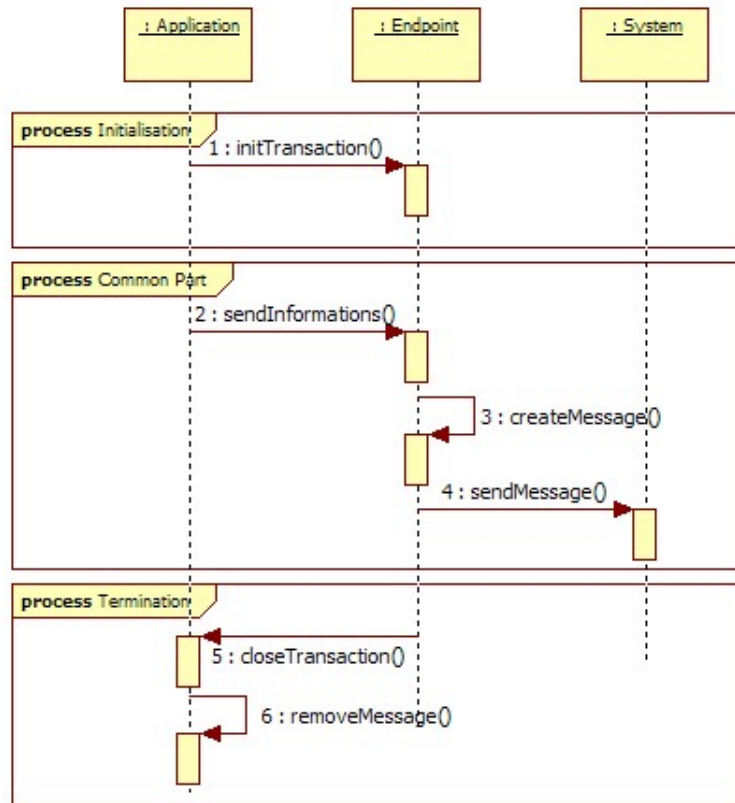 : Application
: Endpoint
: System
process Initialisation
1 : initTransaction()
process Common Part
2 : sendInformations()
3 : createMessage()
4 : sendMessage()
process Termination
5 : closeTransaction()
6 : removeMessage()